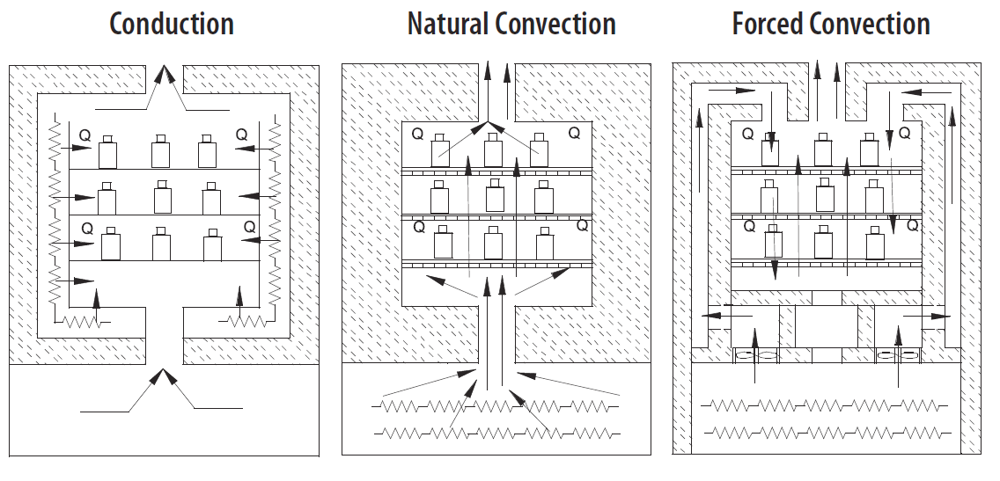 Conduction
Natural Convection
Forced Convection
Q Q
Q Q
Q Q
Q Q
Q Q
Q Q